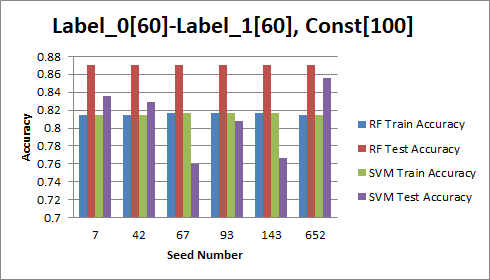 Label_0[60]-Label_1[60], Const[100]
0.88
0.86
0.84
0.82
0.8
0.78
0.76
0.74
0.72
0.7
Accuracy
7 42 67 93 143 652
Seed Number
RF Train Accuracy
RF Test Accuracy
SVM Train Accuracy
SVM Test Accuracy